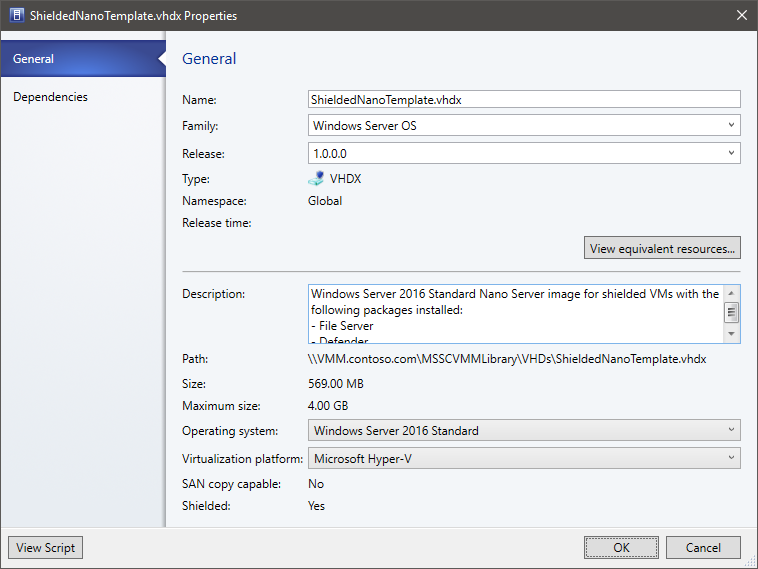 ShieldedNanoTemplate.vhdx Properties
General
Dependencies
General
Name: ShieldedNanoTemplate.vhdx
Family: Windows Server OS
Release: 1.0.0.0
Type: VHDX
Namespace: Global
Release time:
View equivalent resources...
Description: Windows Server 2016 Standard Nano Server image for shielded VMs with the
following packages installed:
- File Server
- Defender
Path: \\VMM.contoso.com\MSSCVMMLibrary\VHDs\ShieldedNanoTemplate.vhdx
Size: 569.00 MB
Maximum size: 4.00 GB
Operating system: Windows Server 2016 Standard
Virtualization platform: Microsoft Hyper-V
SAN copy capable: No
Shielded: Yes
View Script
OK
Cancel